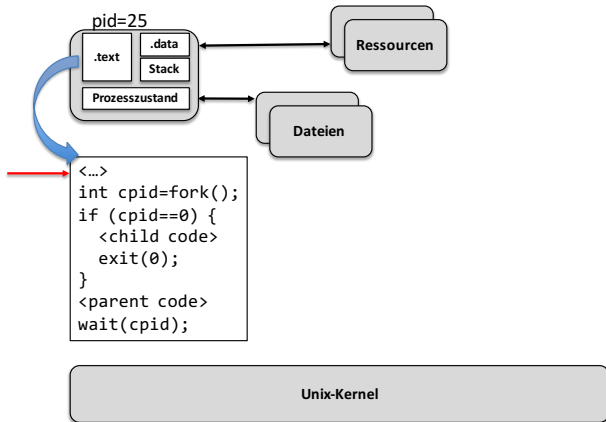 pid=25
.text
.data
Stack
Prozesszustand
Ressourcen
Dateien
<…>
int cpid=fork();
if (cpid==0) {
  <child code>
  exit(0);
}
<parent code>
wait(cpid);
Unix-Kernel